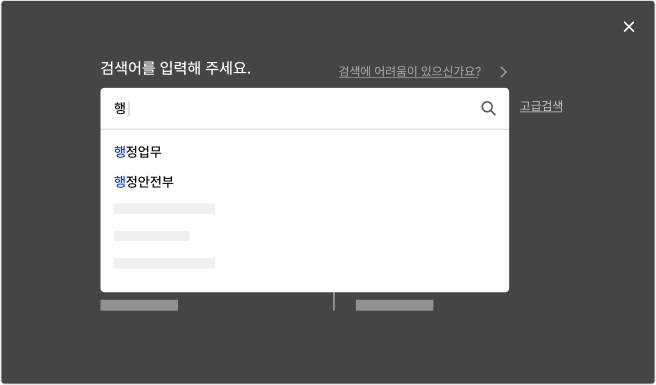 검색어를 입력해 주세요.
검색에 어려움이 있으신가요?
행
고급검색
행정업무
행정안전부